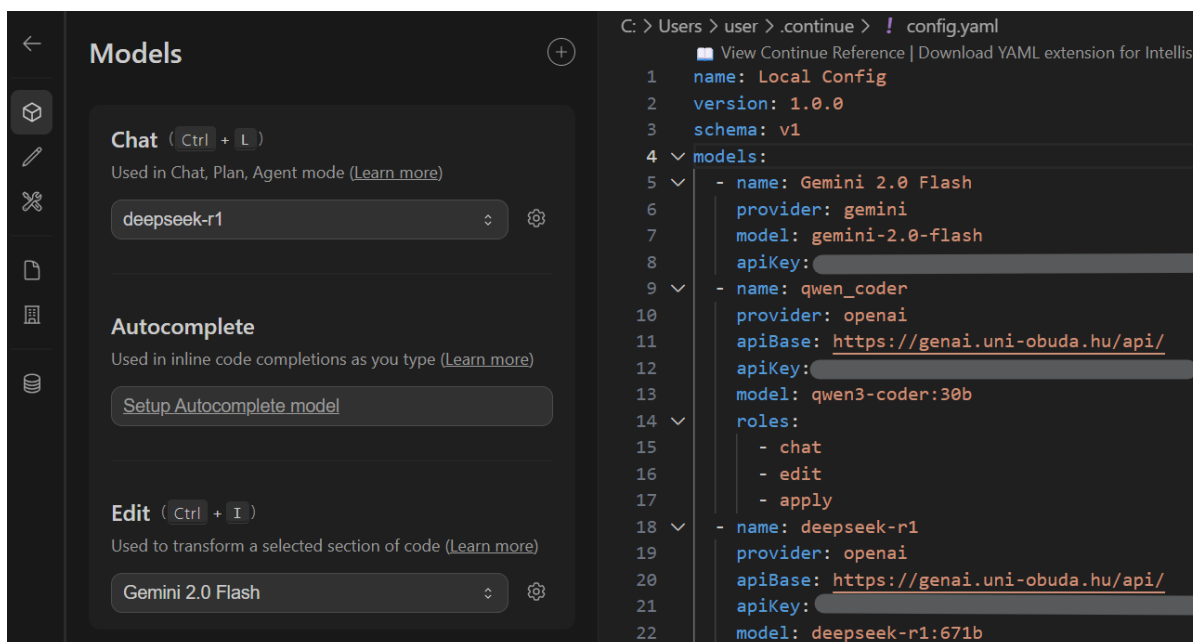 Models
Chat (Ctrl + L)
Used in Chat, Plan, Agent mode (Learn more)
deepseek-r1
Autocomplete
Used in inline code completions as you type (Learn more)
Setup Autocomplete model
Edit (Ctrl + I)
Used to transform a selected section of code (Learn more)
Gemini 2.0 Flash
C: > Users > user > .continue > ! config.yaml
View Continue Reference | Download YAML extension for Intellis
1 name: Local Config
2 version: 1.0.0
3 schema: v1
4 models:
5 - name: Gemini 2.0 Flash
6 provider: gemini
7 model: gemini-2.0-flash
8 apiKey:
9 - name: qwen_coder
10 provider: openai
11 apiBase: https://genai.uni-obuda.hu/api/
12 apiKey:
13 model: qwen3-coder:30b
14 roles:
15 - chat
16 - edit
17 - apply
18 - name: deepseek-r1
19 provider: openai
20 apiBase: https://genai.uni-obuda.hu/api/
21 apiKey:
22 model: deepseek-r1:671b